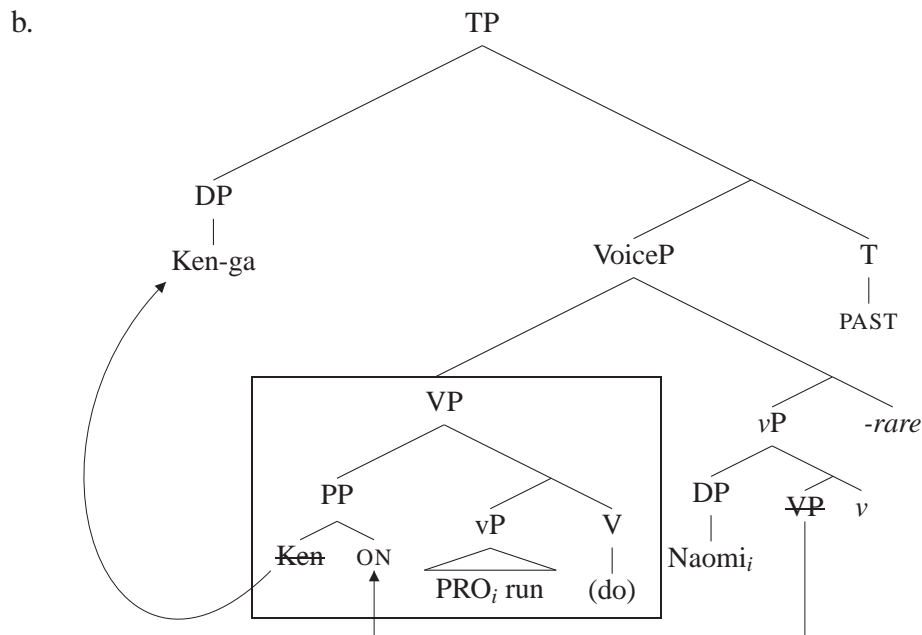 b.
TP
DP
Ken-ga
VoiceP T
PAST
VP
vP -rare
PP
DP VP v
vP V
Ken ON
Naomi_i
PRO_i run (do)